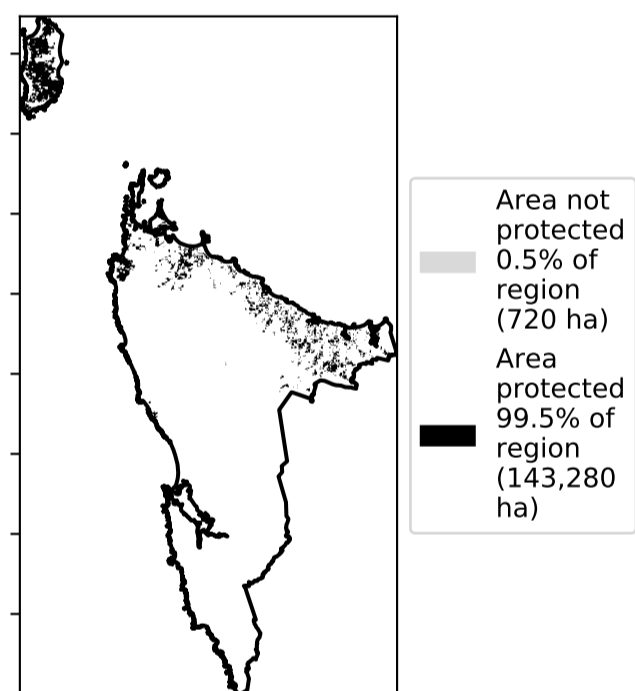 Area not
protected
0.5% of
region
(720 ha)
Area
protected
99.5% of
region
(143,280
ha)